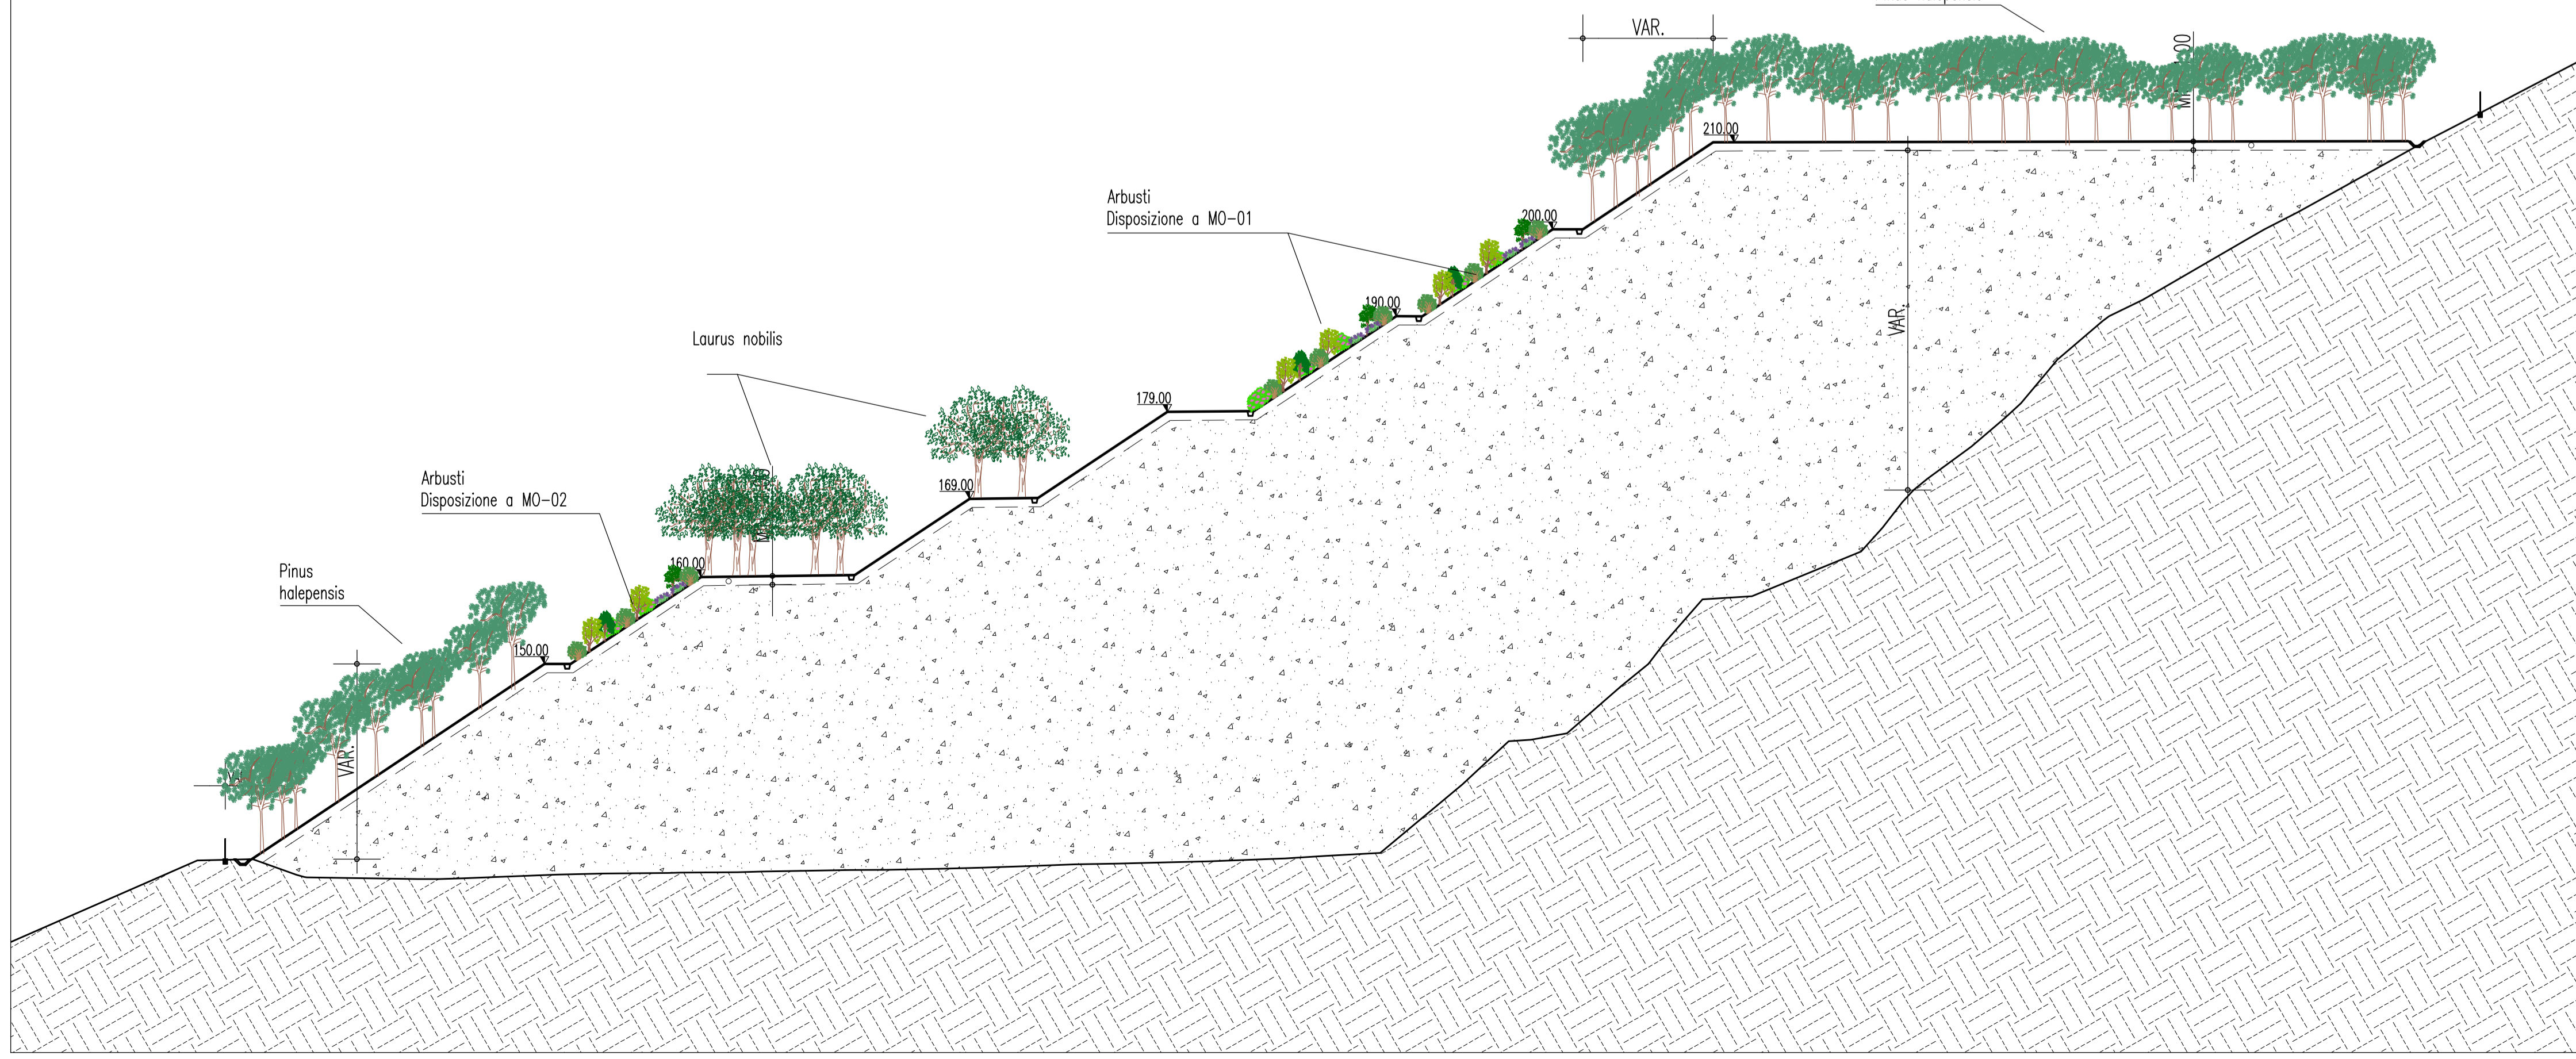 VAR.
210.00
Arbusti
Disposizione a MO-01
200.00
190.00
VAR.
Laurus nobilis
179.00
169.00
Arbusti
Disposizione a MO-02
160.00
Pinus
halepensis
150.00
VAR.